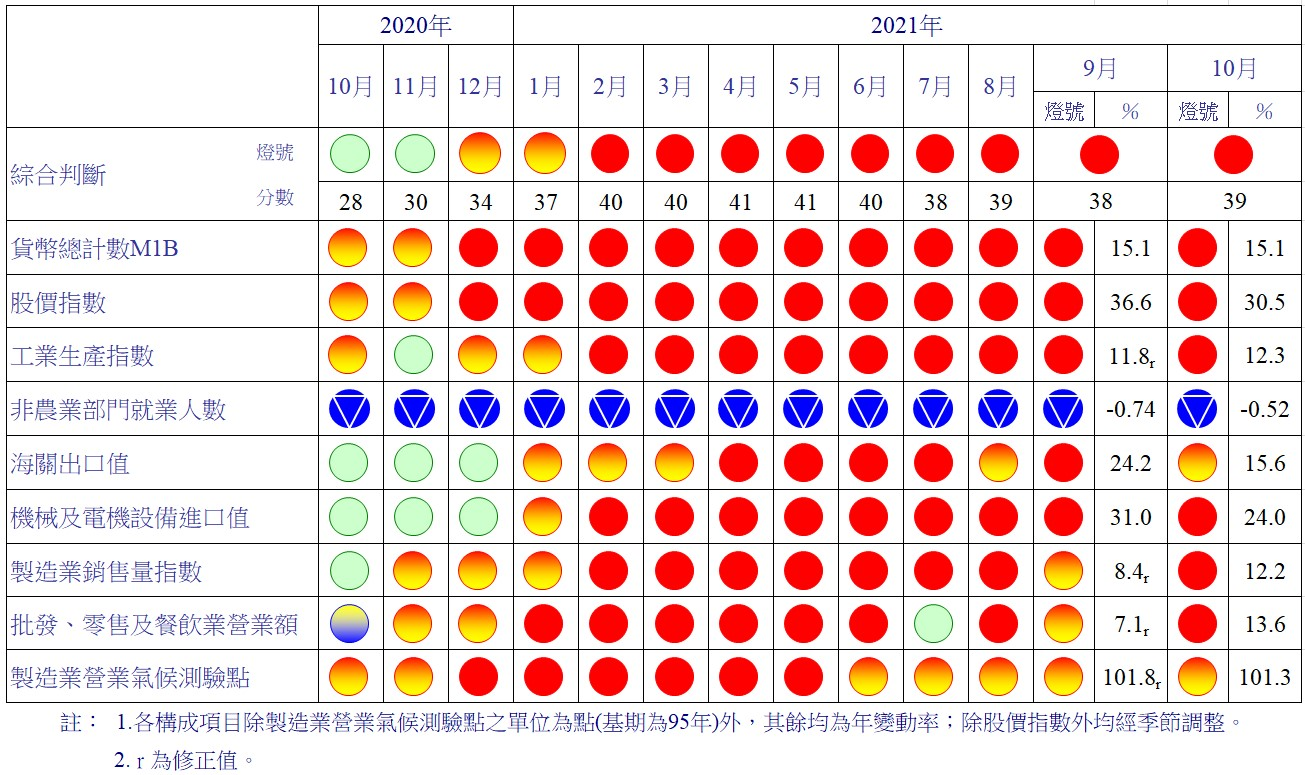 2020年 2021年
10月 11月 12月 1月 2月 3月 4月 5月 6月 7月 8月 9月 10月
燈號 % 燈號 %
綜合判斷 燈號
分數 28 30 34 37 40 40 41 41 40 38 39 38 39
貨幣總計數M1B 15.1 15.1
股價指數 36.6 30.5
工業生產指數 11.8r 12.3
非農業部門就業人數 -0.74 -0.52
海關出口值 24.2 15.6
機械及電機設備進口值 31.0 24.0
製造業銷售量指數 8.4r 12.2
批發、零售及餐飲業營業額 7.1r 13.6
製造業營業氣候測驗點 101.8r 101.3
註： 1.各構成項目除製造業營業氣候測驗點之單位為點(基期為95年)外，其餘均為年變動率；除股價指數外均經季節調整。
2. r 為修正值。